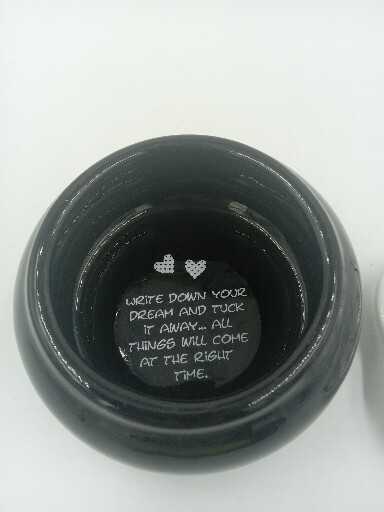 WRITE DOWN YOUR
DREAM AND TUCK
IT AWAY... ALL
THINGS WILL COME
AT THE RIGHT
TIME.